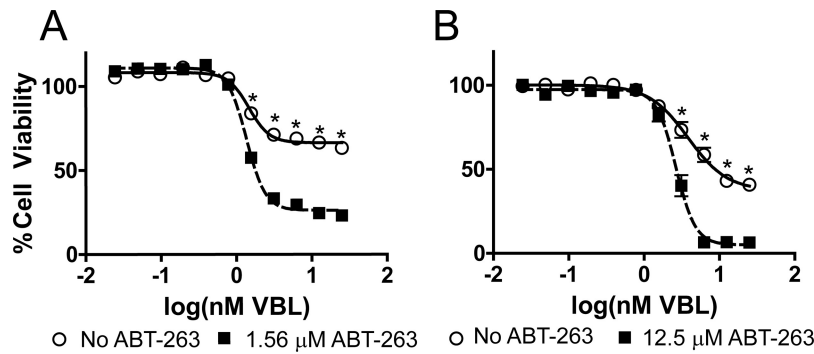 A
B
% Cell Viability
100
50
0
-2 -1 0 1 2
log(nM VBL)
No ABT-263 1.56 μM ABT-263
100
50
0
-2 -1 0 1 2
log(nM VBL)
No ABT-263 12.5 μM ABT-263
* * * * *
* * * *